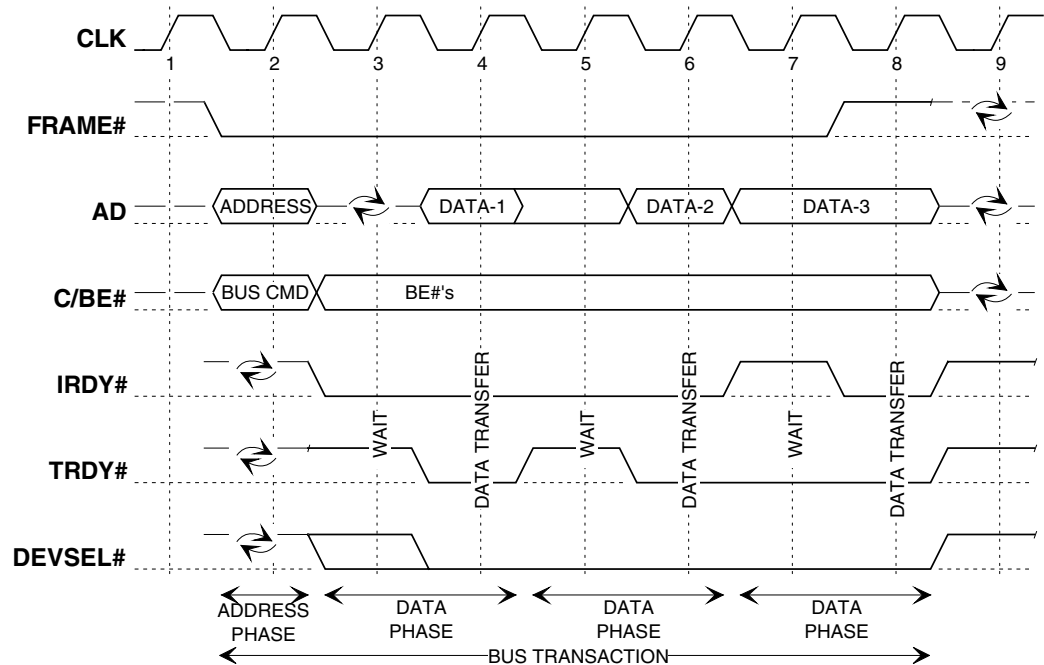 CLK
1 2 3 4 5 6 7 8 9
FRAME#
AD
ADDRESS DATA-1 DATA-2 DATA-3
C/BE#
BUS CMD BE#'s
IRDY#
WAIT
DATA TRANSFER
WAIT
DATA TRANSFER
WAIT
DATA TRANSFER
TRDY#
DEVSEL#
ADDRESS DATA DATA DATA
PHASE PHASE PHASE PHASE
BUS TRANSACTION